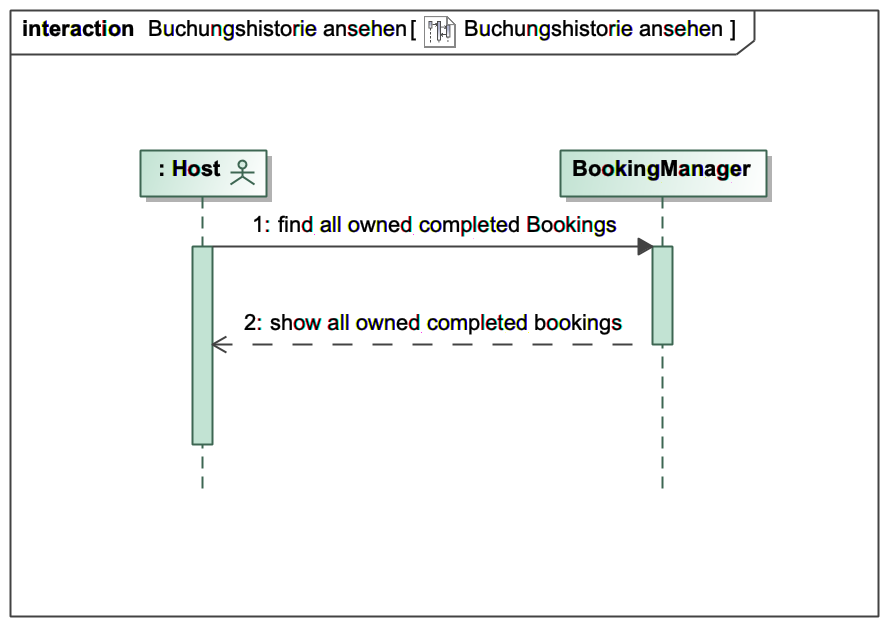 interaction Buchungshistorie ansehen[ Buchungshistorie ansehen ]
: Host
BookingManager
1: find all owned completed Bookings
2: show all owned completed bookings